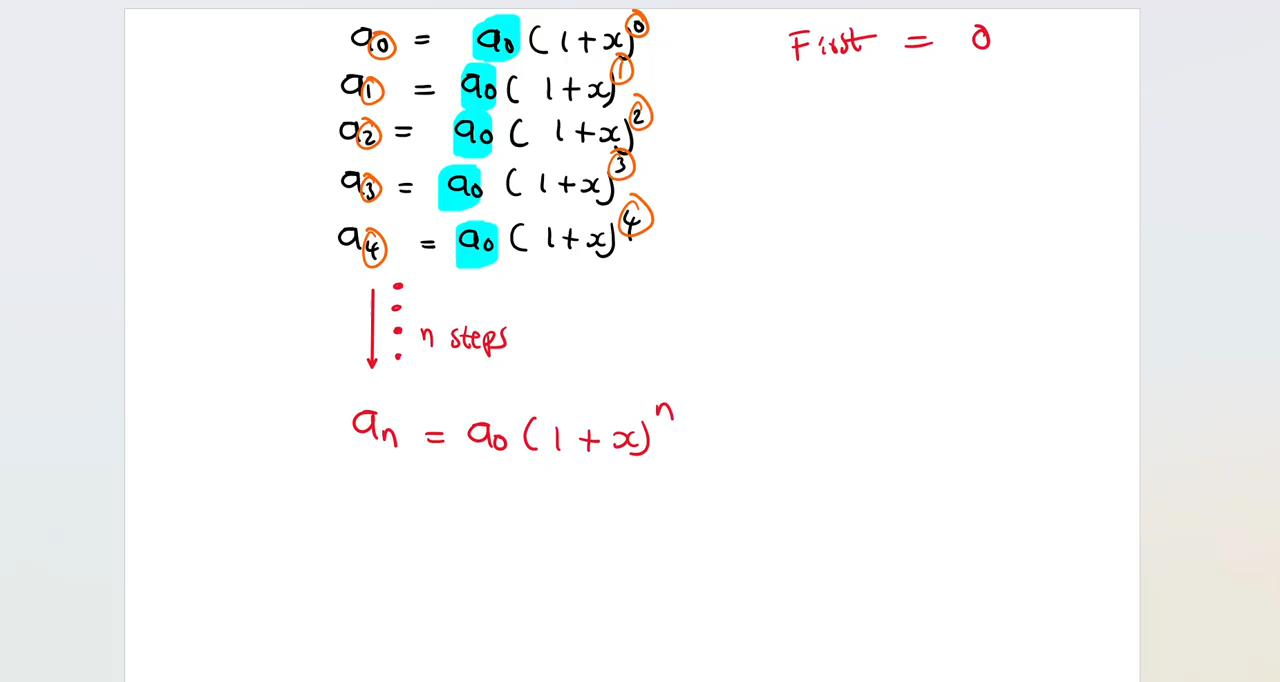 a₀ = a₀(1+x)⁰ First = 0
a₁ = a₀(1+x)¹
a₂ = a₀(1+x)²
a₃ = a₀(1+x)³
a₄ = a₀(1+x)⁴
n steps
aₙ = a₀(1+x)ⁿ